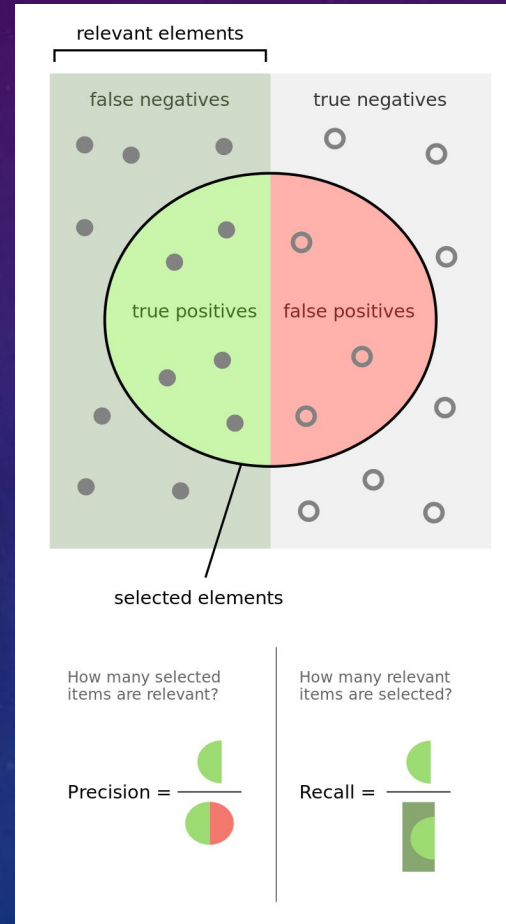 relevant elements
false negatives
true negatives
true positives
false positives
selected elements
How many selected
items are relevant?
How many relevant
items are selected?
Precision =
Recall =